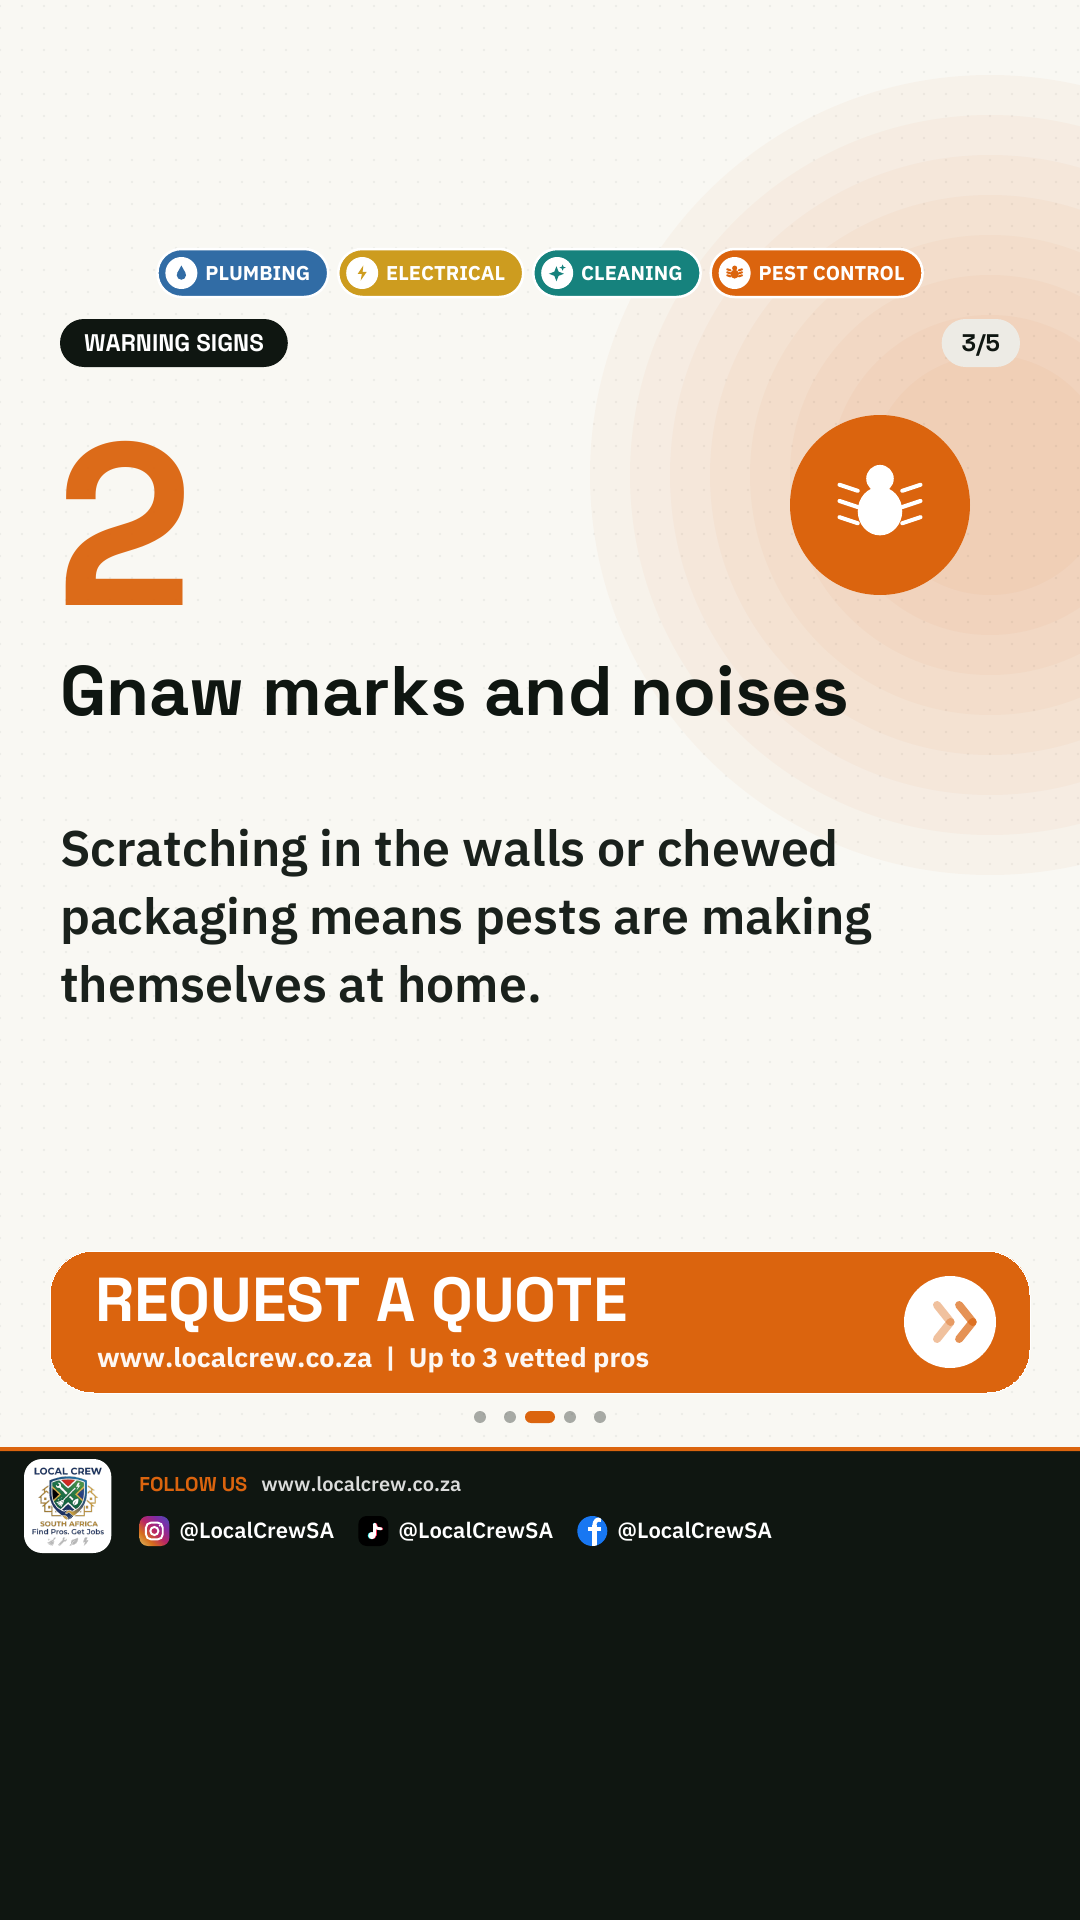 PLUMBING ELECTRICAL CLEANING PEST CONTROL
WARNING SIGNS 3/5
2
Gnaw marks and noises
Scratching in the walls or chewed
packaging means pests are making
themselves at home.
REQUEST A QUOTE
www.localcrew.co.za | Up to 3 vetted pros
LOCAL CREW
SOUTH AFRICA
Find Pros. Get Jobs
FOLLOW US www.localcrew.co.za
@LocalCrewSA @LocalCrewSA @LocalCrewSA